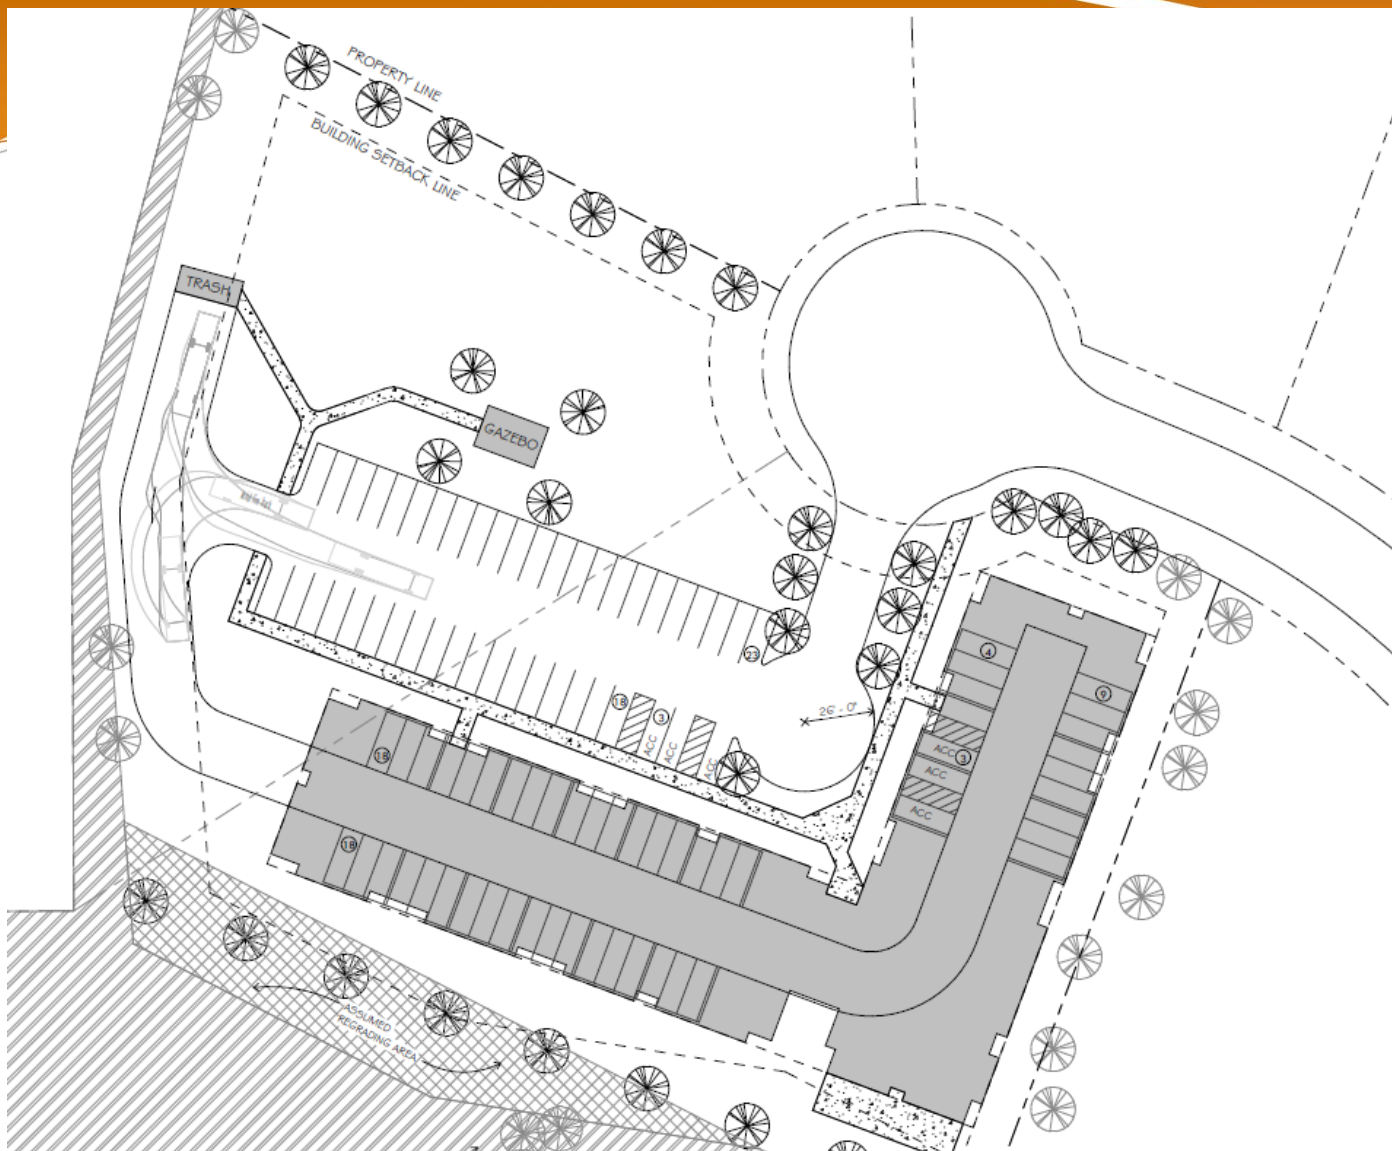 PROPERTY LINE
BUILDING SETBACK LINE
TRASH
GAZEBO
23
18
3
ACC
ACC
ACC
26' - 0"
4
9
ACC
3
ACC
ACC
18
18
ASSUMED
REGRADING AREA